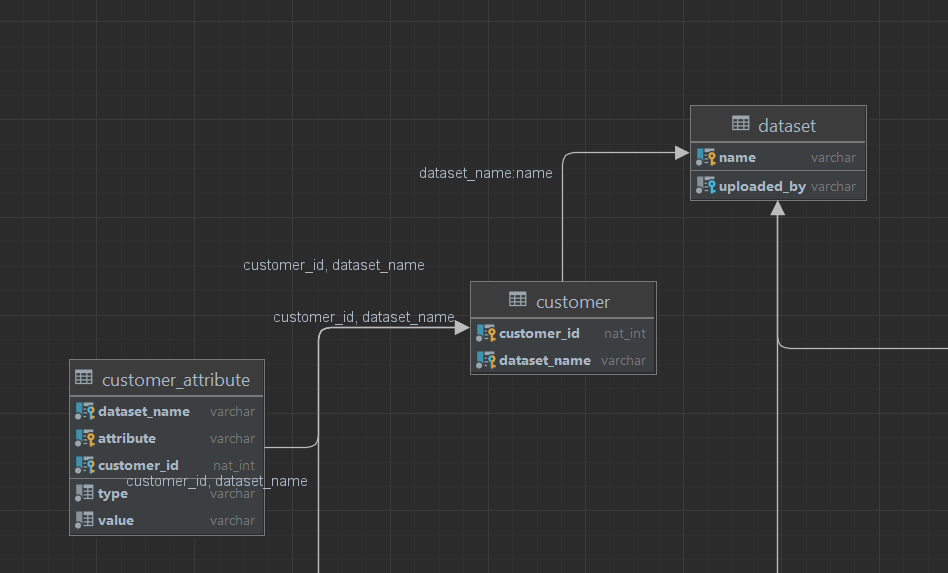 dataset
name varchar
uploaded_by varchar
dataset_name:name
customer_id, dataset_name
customer_id, dataset_name
customer
customer_id nat_int
dataset_name varchar
customer_attribute
dataset_name varchar
attribute varchar
customer_id nat_int
customer_id, dataset_name
type varchar
value varchar